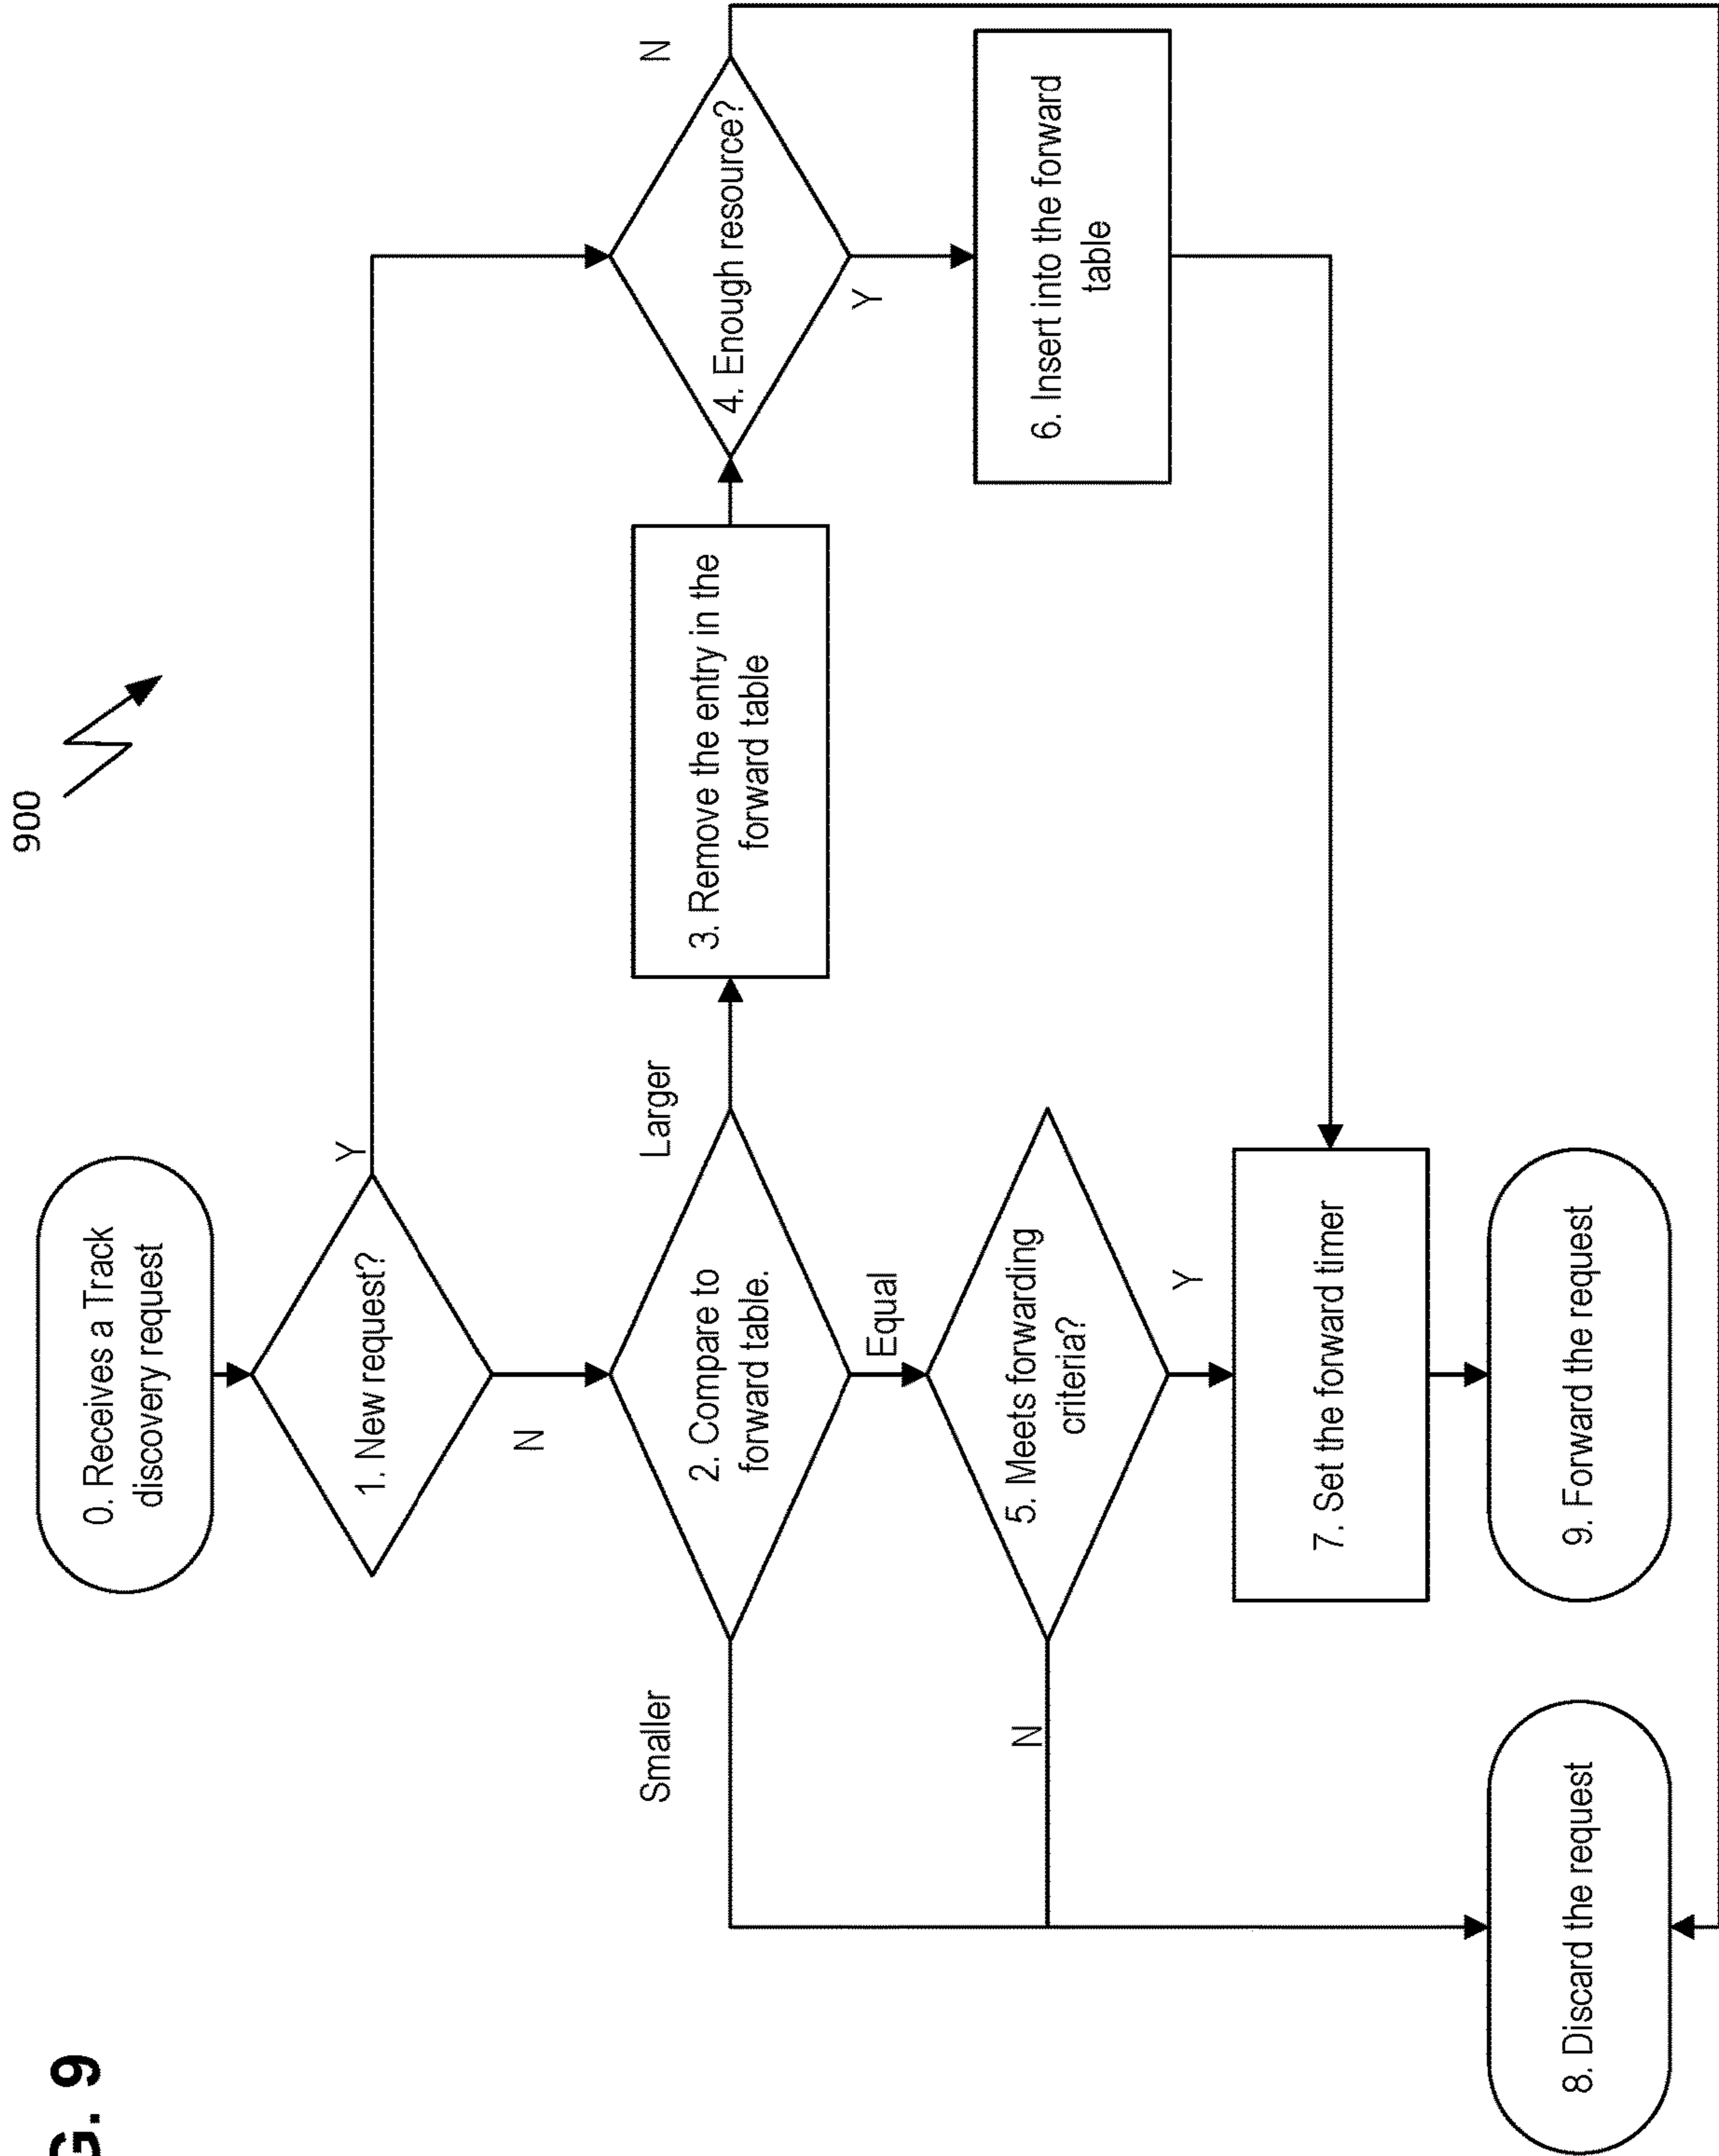 G. 9
900
0. Receives a Track
discovery request
1. New request?
Y
N
2. Compare to
forward table.
Smaller
Larger
Equal
3. Remove the entry in the
forward table
4. Enough resource?
N
Y
5. Meets forwarding
criteria?
N
Y
6. Insert into the forward
table
7. Set the forward timer
8. Discard the request
9. Forward the request